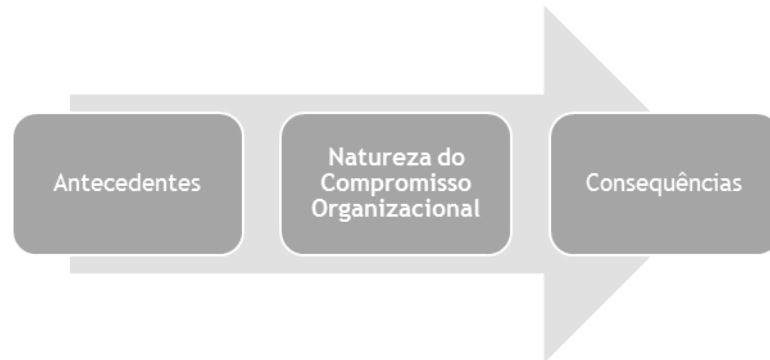 Antecedentes
Natureza do
Compromisso
Organizacional
Consequências